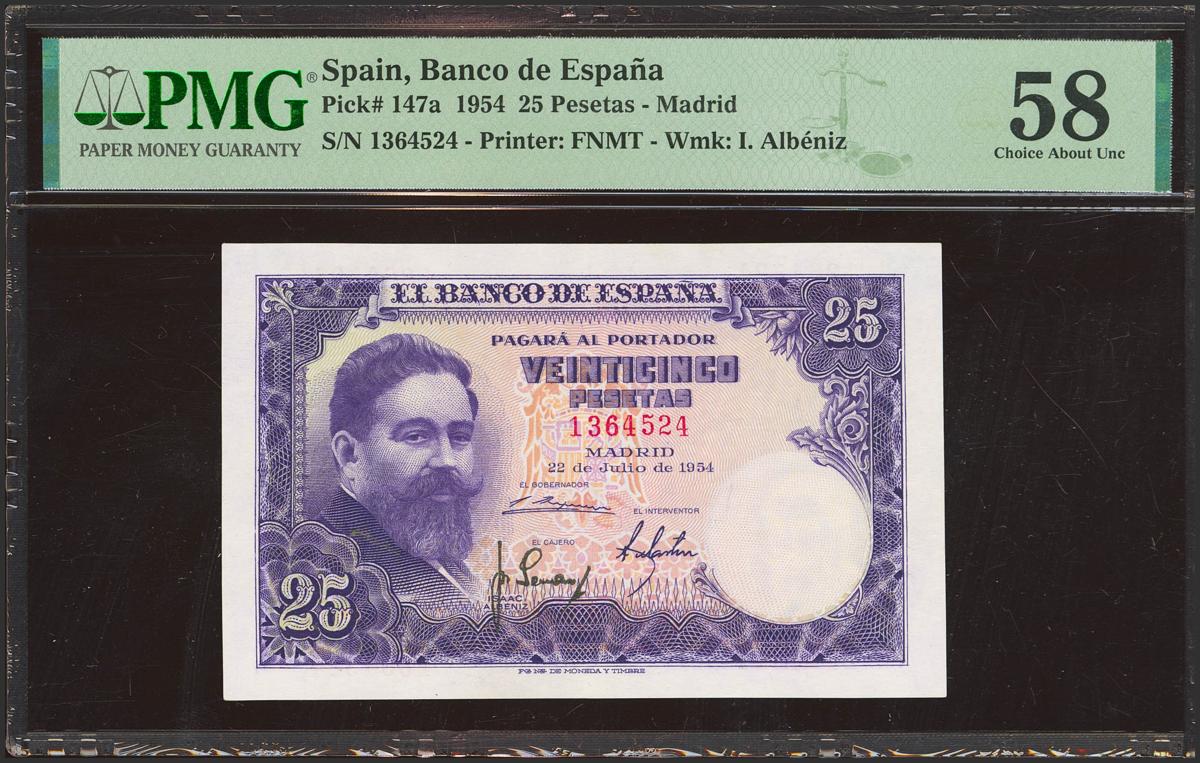 PMG®
PAPER MONEY GUARANTY
Spain, Banco de España
Pick# 147a 1954 25 Pesetas - Madrid
S/N 1364524 - Printer: FNMT - Wmk: I. Albéniz
58
Choice About Unc
EL BANCO DE ESPAÑA
25
PAGARÁ AL PORTADOR
VEINTICINCO
PESETAS
1364524
MADRID
22 de Julio de 1954
EL GOBERNADOR
EL INTERVENTOR
EL CAJERO
ISAAC
ALBENIZ
25
Fª Nª DE MONEDA Y TIMBRE